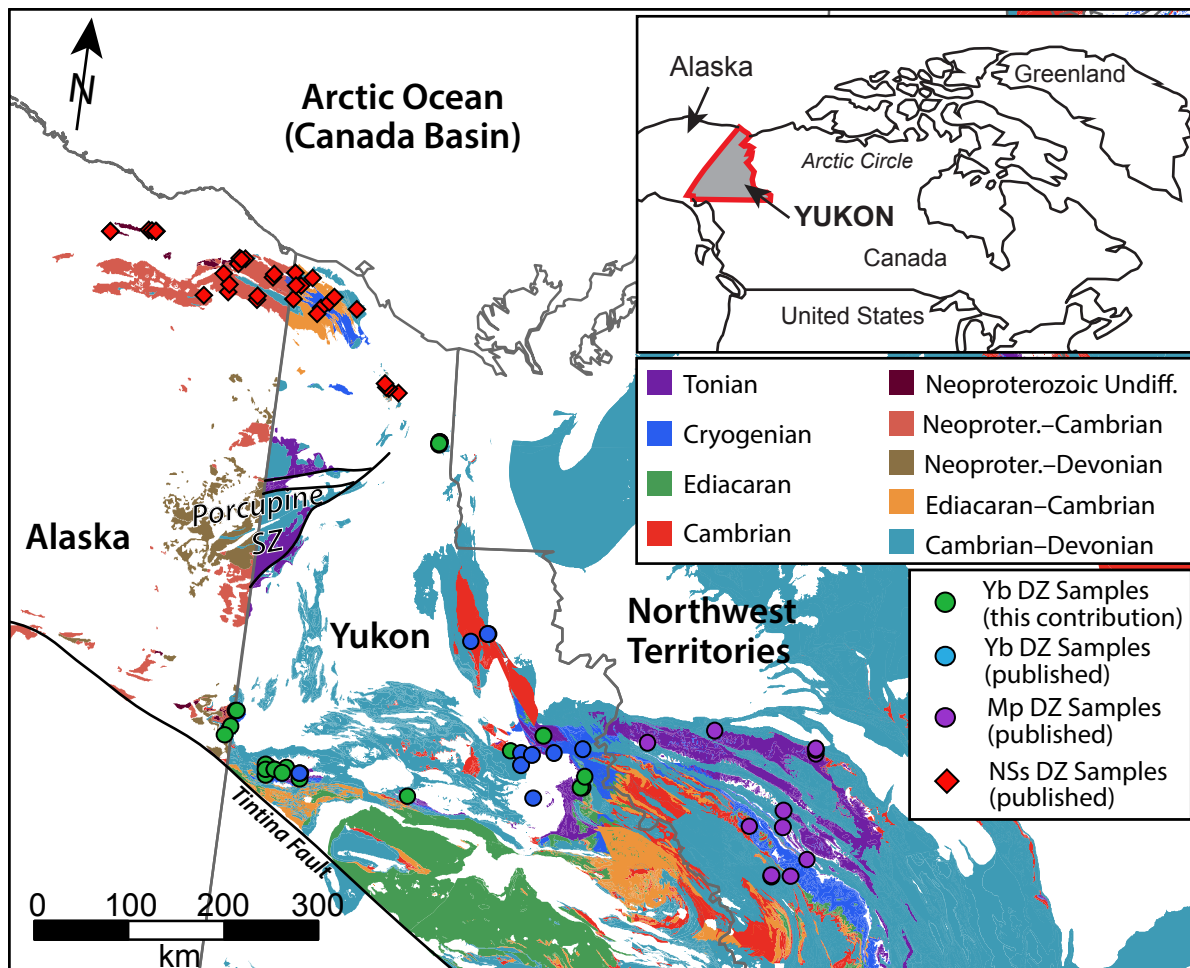 N
Arctic Ocean
(Canada Basin)
Alaska
Greenland
Arctic Circle
YUKON
Canada
United States
Tonian
Cryogenian
Ediacaran
Cambrian
Neoproterozoic Undiff.
Neoproter.–Cambrian
Neoproter.–Devonian
Ediacaran–Cambrian
Cambrian–Devonian
Porcupine
SZ
Alaska
Yukon
Northwest
Territories
Yb DZ Samples
(this contribution)
Yb DZ Samples
(published)
Mp DZ Samples
(published)
NSs DZ Samples
(published)
Tintina Fault
0 100 200 300
km